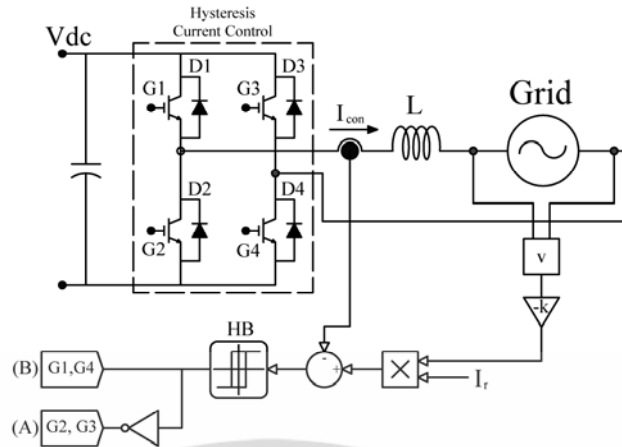 Hysteresis
Current Control
Vdc
D1
D3
G1
G3
I con
L
Grid
D2
D4
G2
G4
v
-k
HB
(B) G1,G4
- +
X
I r
(A) G2, G3